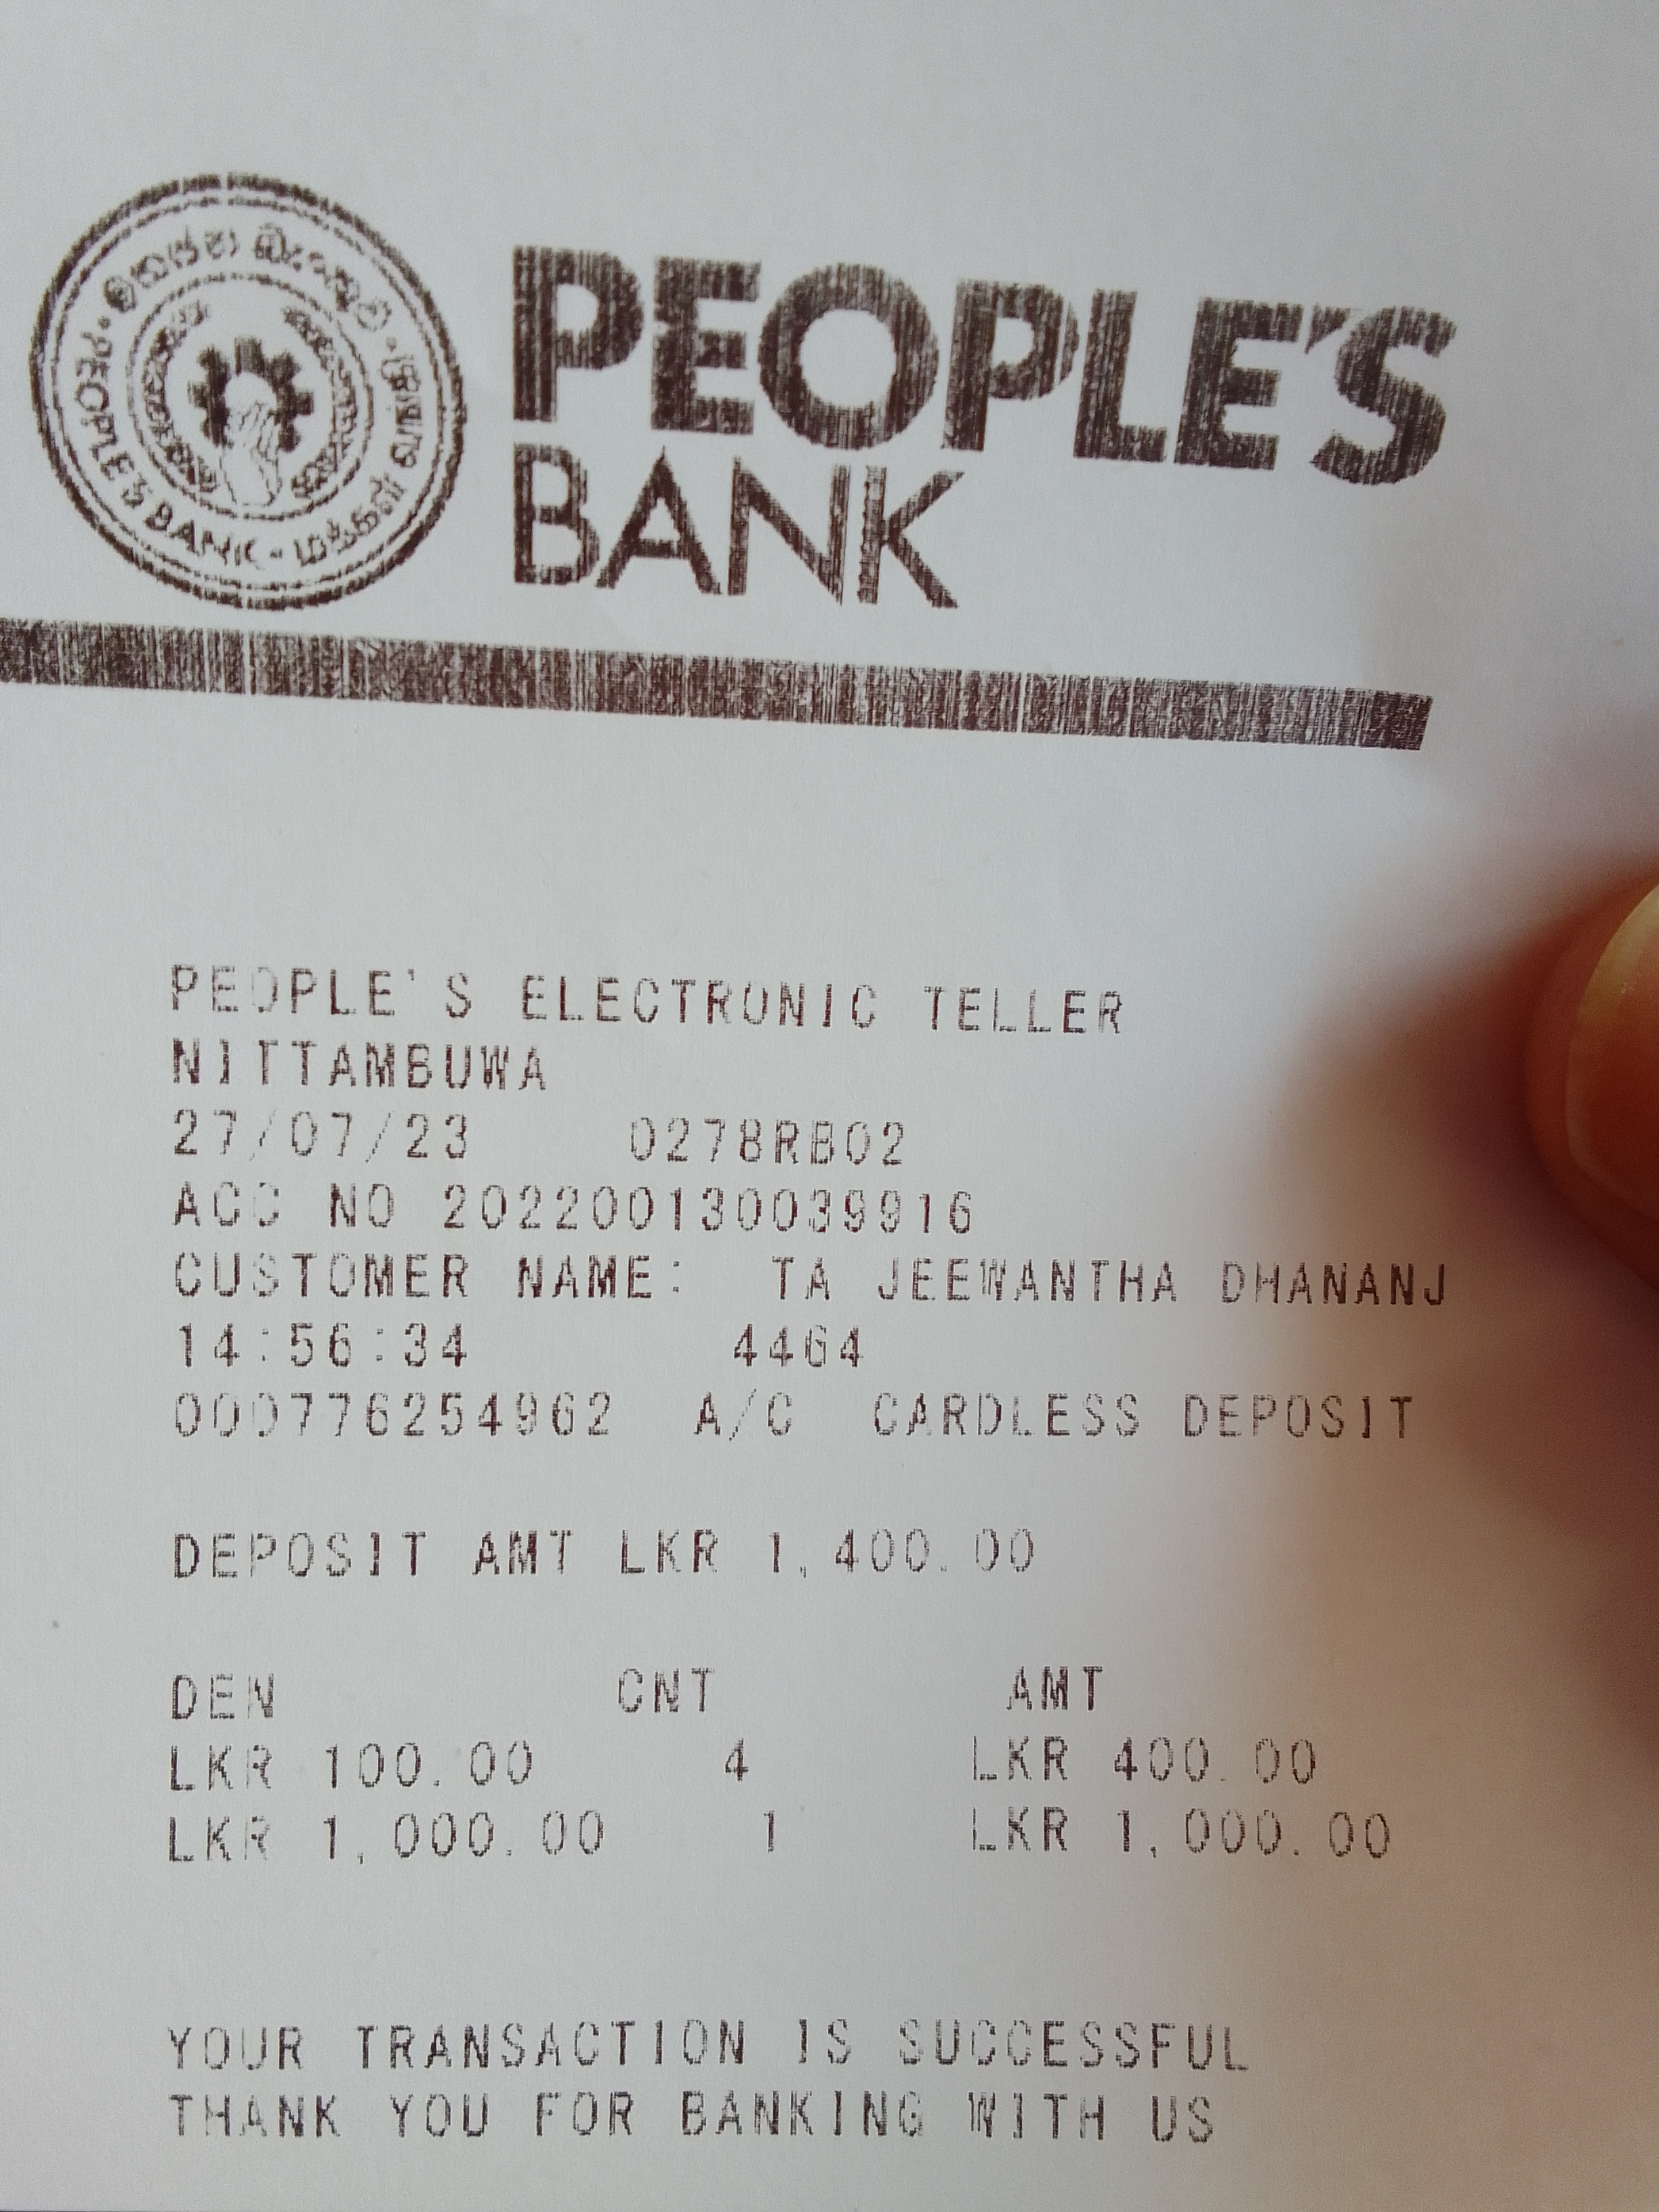 PEOPLE'S
BANK
PEOPLE'S BANK
PEOPLE'S ELECTRONIC TELLER
NITTAMBUWA
27/07/23 0278RB02
ACC NO 202200130039916
CUSTOMER NAME: TA JEEWANTHA DHANANJ
14:56:34 4464
000776254962 A/C CARDLESS DEPOSIT
DEPOSIT AMT LKR 1,400.00
DEN CNT AMT
LKR 100.00 4 LKR 400.00
LKR 1,000.00 1 LKR 1,000.00
YOUR TRANSACTION IS SUCCESSFUL
THANK YOU FOR BANKING WITH US